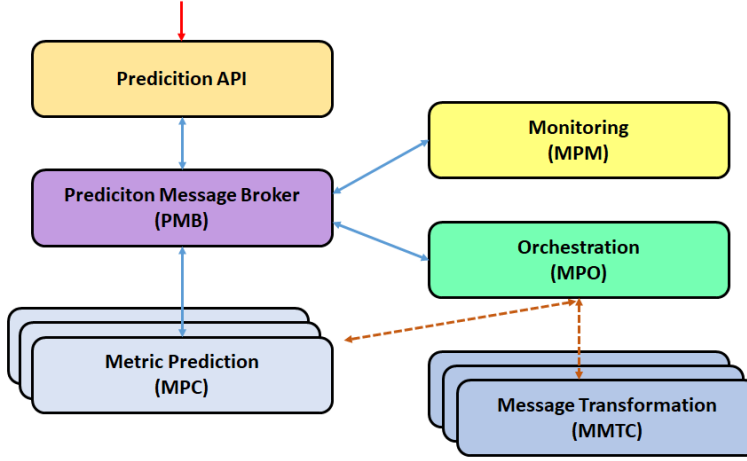 Predicition API
Monitoring
(MPM)
Prediciton Message Broker
(PMB)
Orchestration
(MPO)
Metric Prediction
(MPC)
Message Transformation
(MMTC)